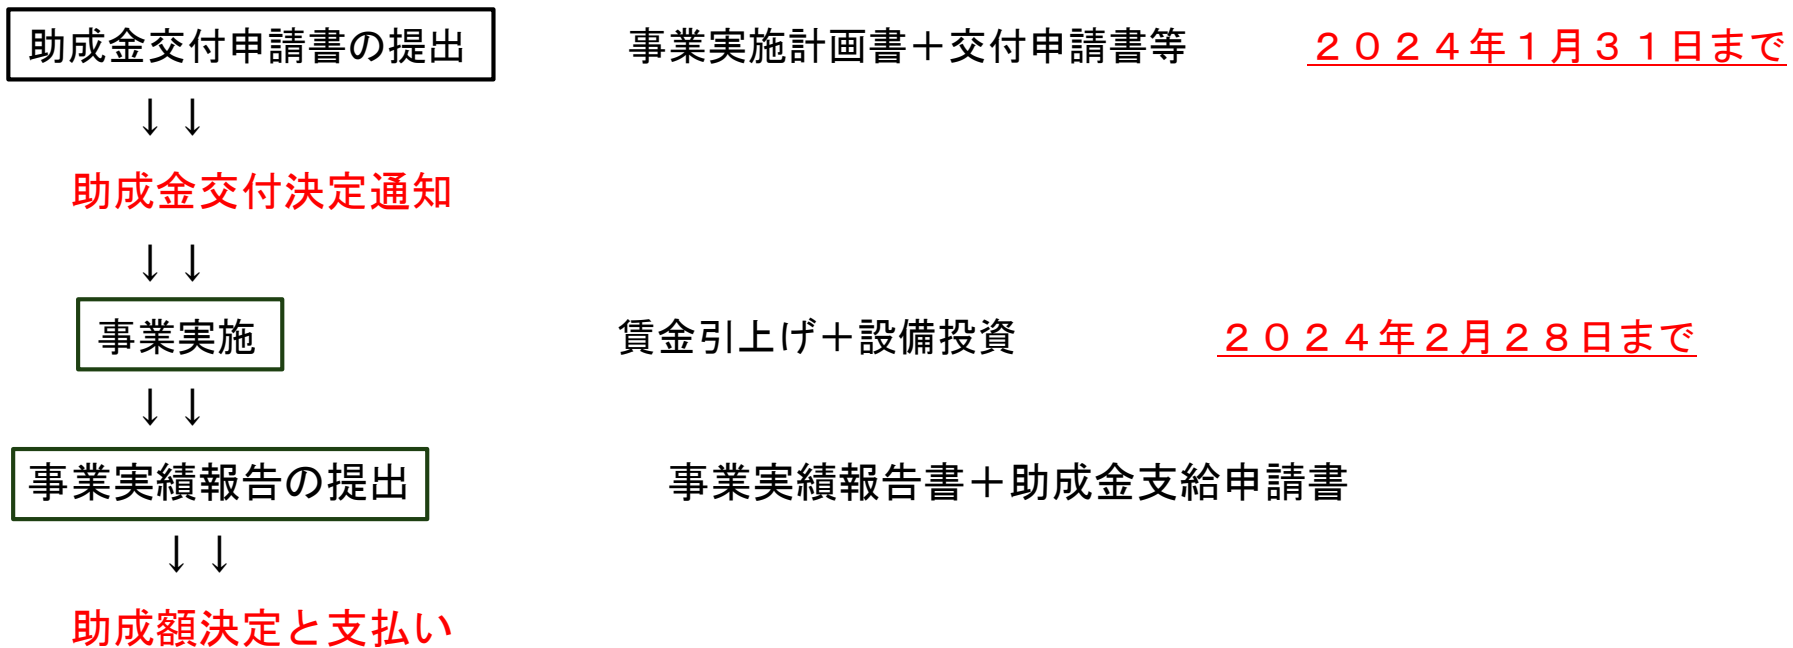 助成金交付申請書の提出　事業実施計画書＋交付申請書等　２０２４年１月３１日まで
↓↓
助成金交付決定通知
↓↓
事業実施　賃金引上げ＋設備投資　２０２４年２月２８日まで
↓↓
事業実績報告の提出　事業実績報告書＋助成金支給申請書
↓↓
助成額決定と支払い